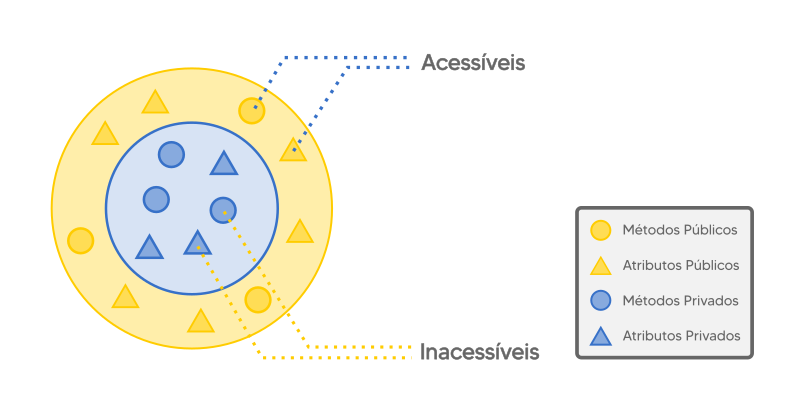 Acessíveis
Métodos Públicos
Atributos Públicos
Métodos Privados
Atributos Privados
Inacessíveis